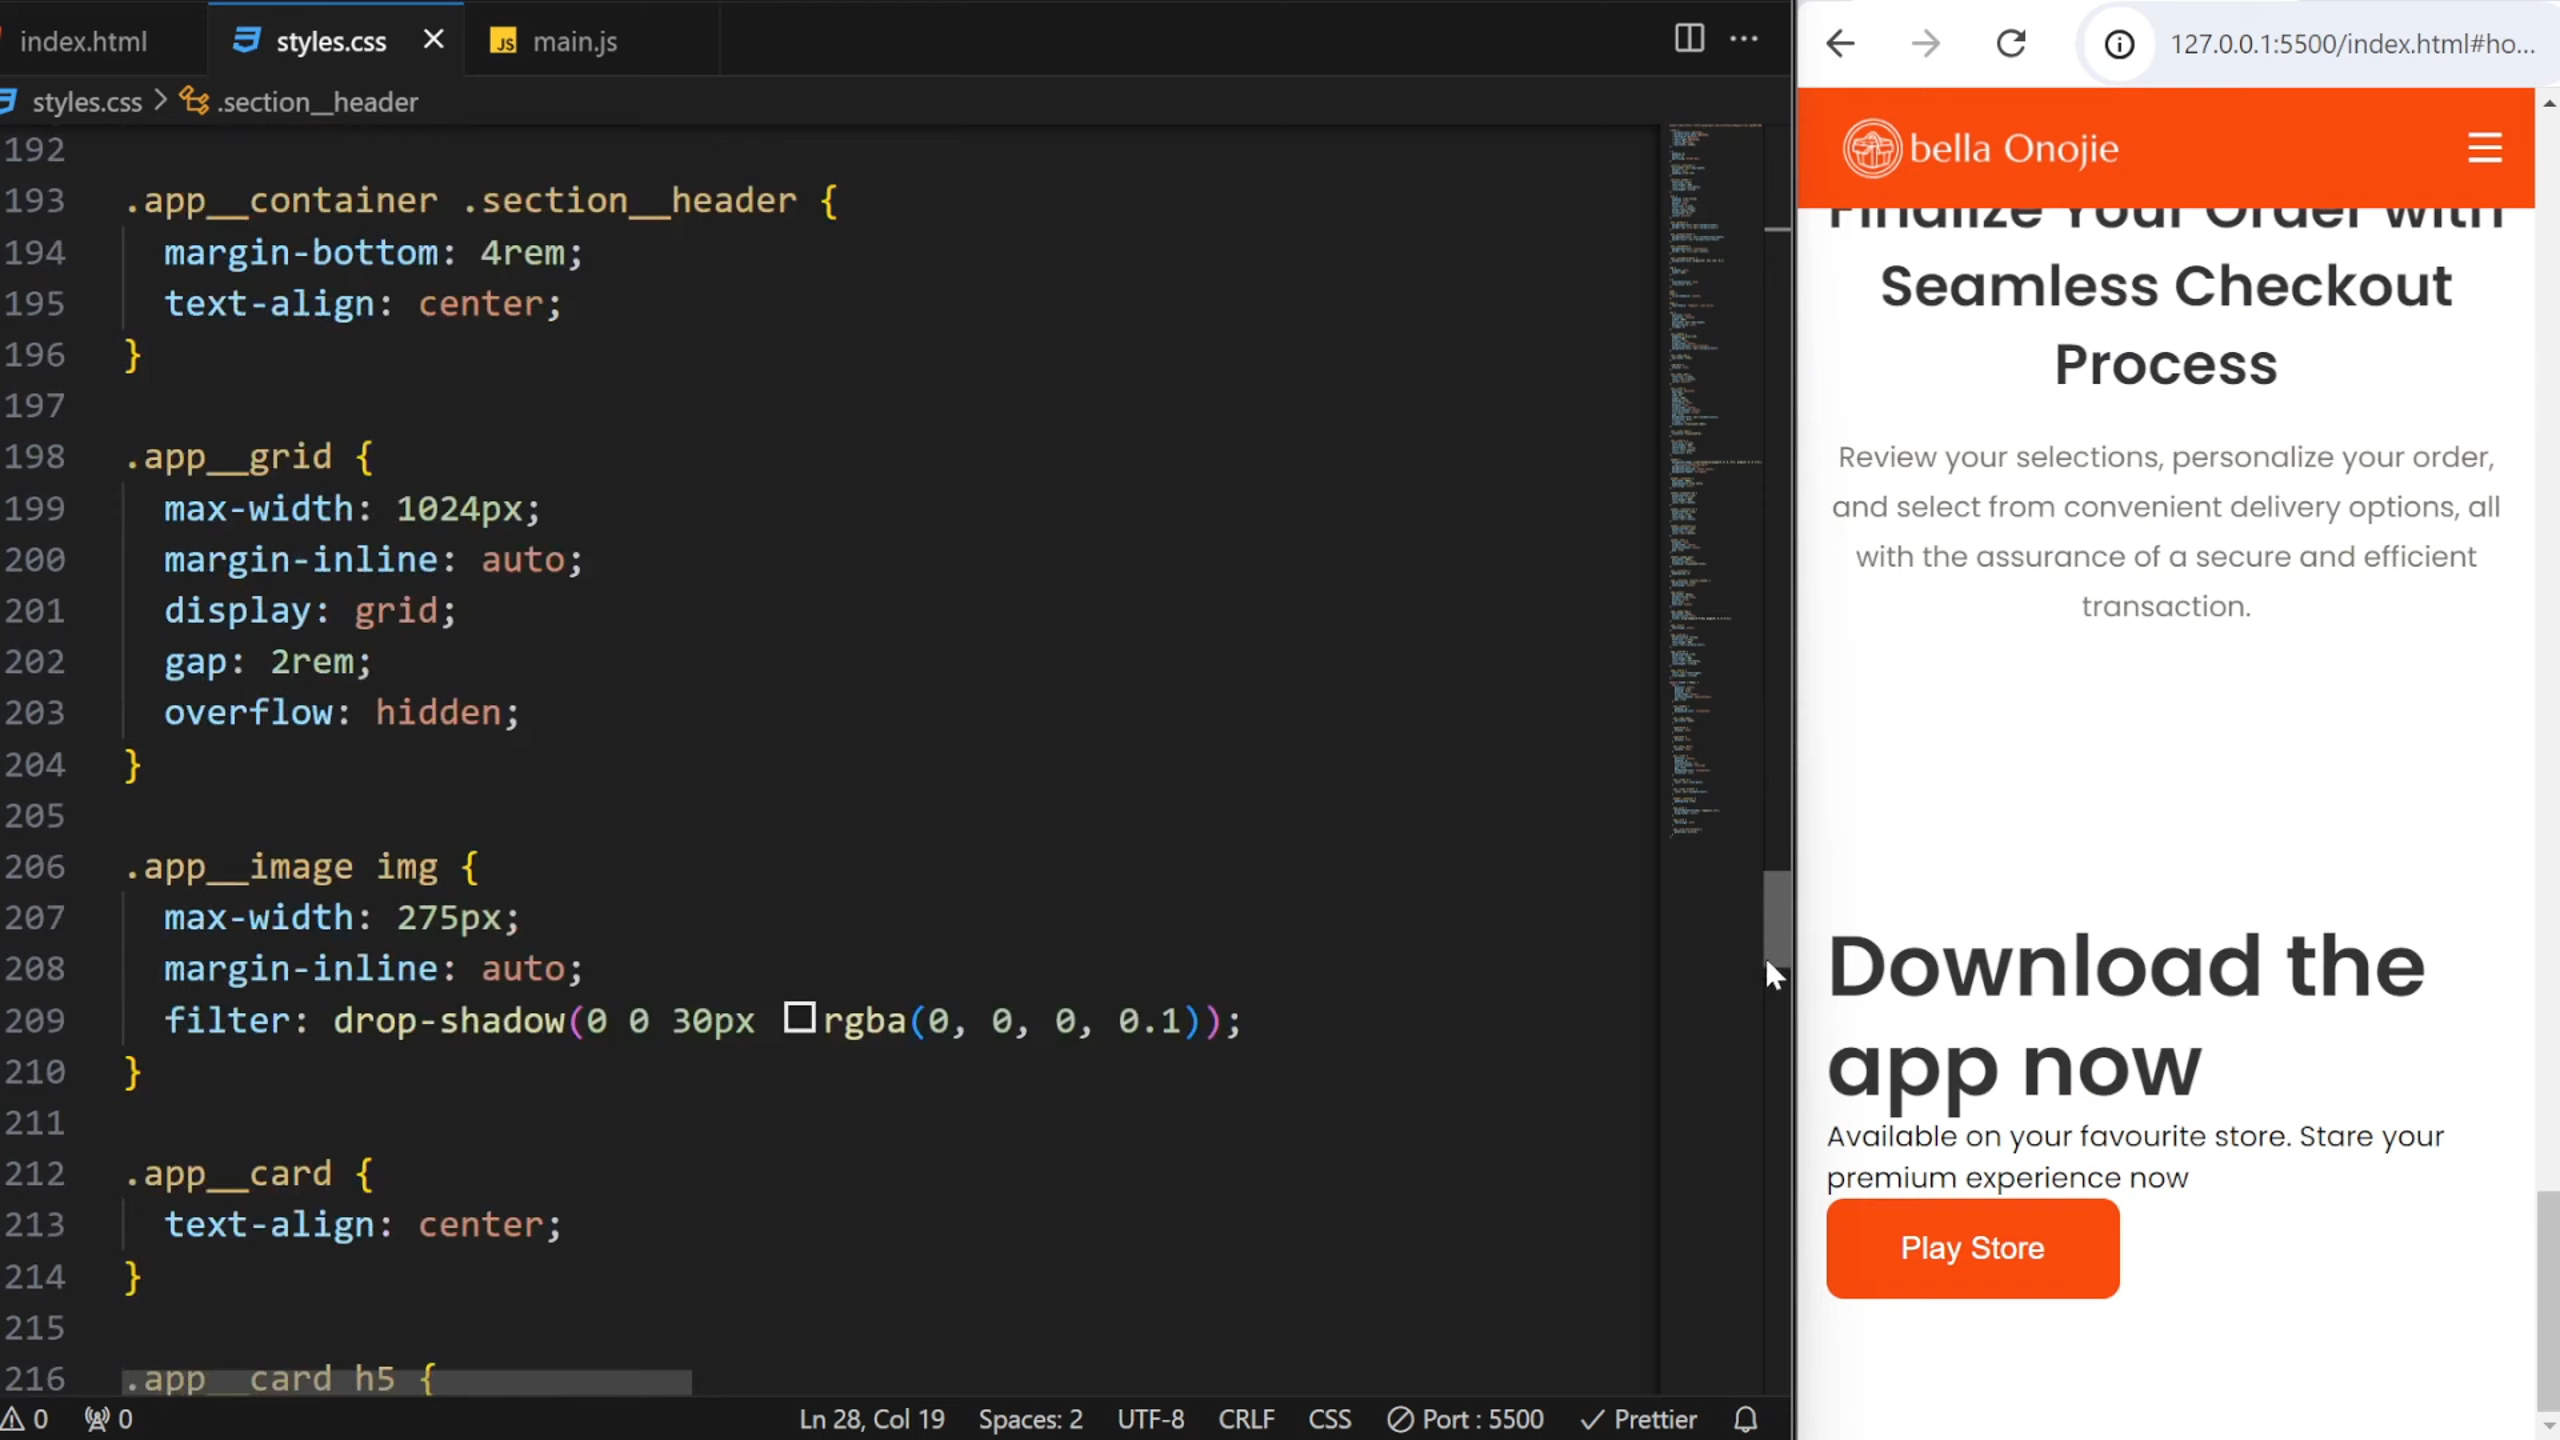 index.html
styles.css
main.js
styles.css > .section__header
192
193 .app__container .section__header {
194 margin-bottom: 4rem;
195 text-align: center;
196 }
197
198 .app__grid {
199 max-width: 1024px;
200 margin-inline: auto;
201 display: grid;
202 gap: 2rem;
203 overflow: hidden;
204 }
205
206 .app__image img {
207 max-width: 275px;
208 margin-inline: auto;
209 filter: drop-shadow(0 0 30px rgba(0, 0, 0, 0.1));
210 }
211
212 .app__card {
213 text-align: center;
214 }
215
216 .app__card h5 {
0 0 Ln 28, Col 19 Spaces: 2 UTF-8 CRLF CSS Port : 5500 Prettier
127.0.0.1:5500/index.html#ho...
bella Onojie
Finalize Your Order with
Seamless Checkout
Process
Review your selections, personalize your order,
and select from convenient delivery options, all
with the assurance of a secure and efficient
transaction.
Download the
app now
Available on your favourite store. Stare your
premium experience now
Play Store